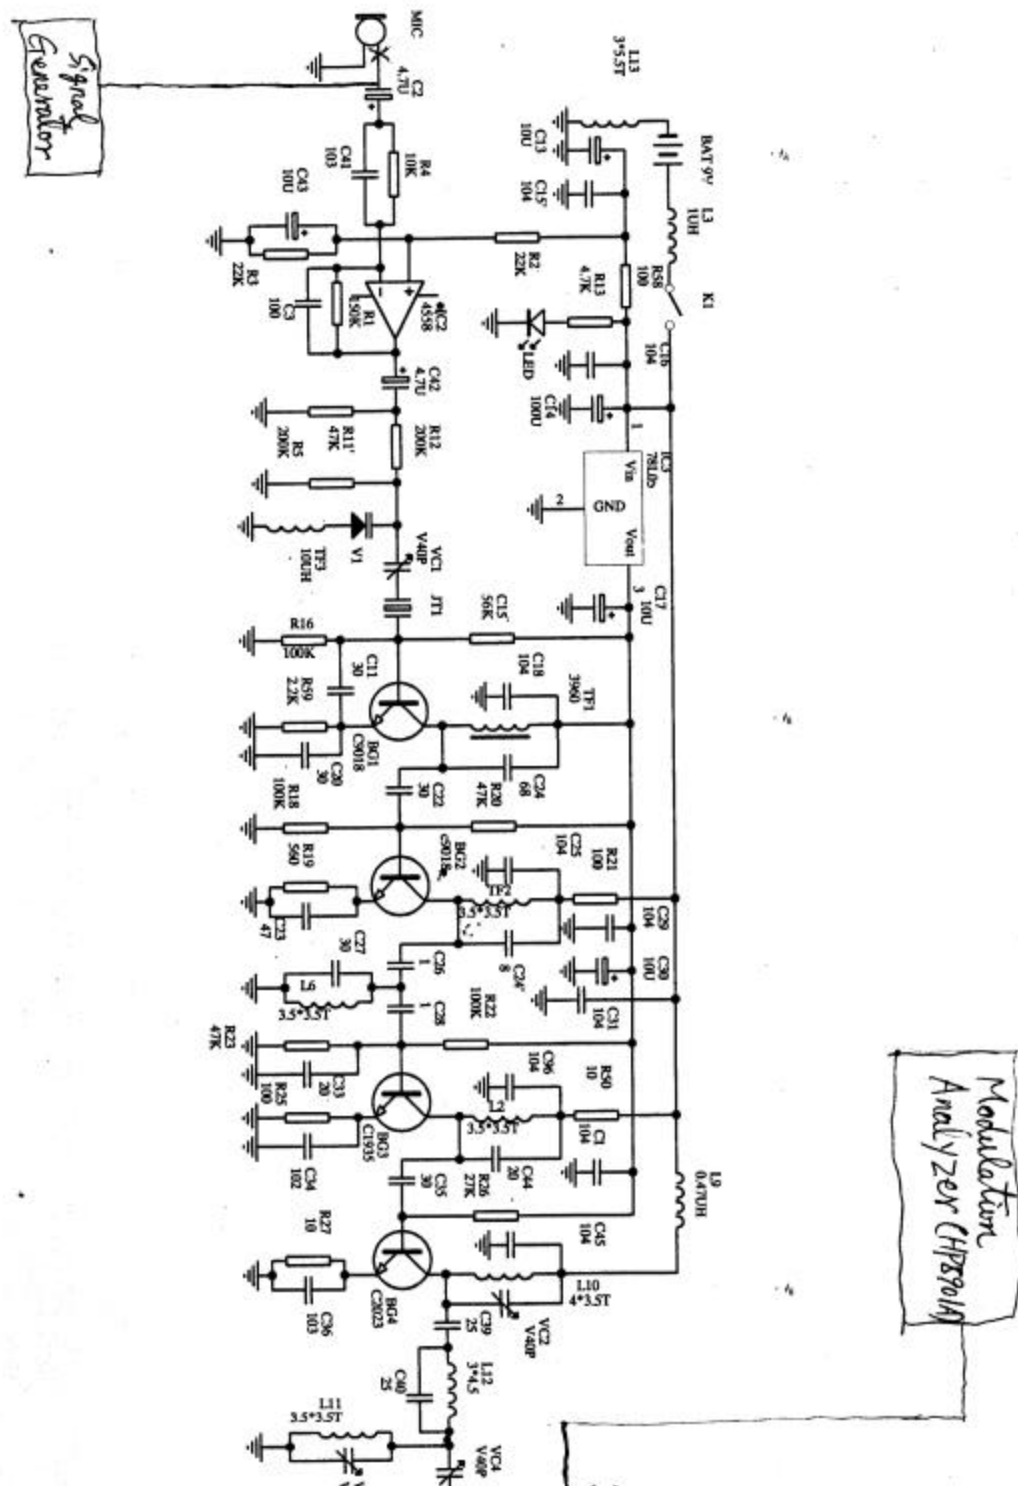 Signal
Generator
MIC
C2
4.7U
C41
103
R4
10K
C43
10U
R3
22K
R2
22K
C3
100
R1
150K
IC2
4558
C42
4.7U
R11'
47K
R5
200K
R12
200K
TF3
10UH
V1
VC1
V40P
JT1
L13
3*5.5T
BAT 9V
C13
10U
C15'
104
L3
1UH
R58
100
R13
4.7K
K1
LED
C16
104
C14
100U
1
IC3
78L05
Vin
GND
Vout
2
3
C17
10U
C15
56K
R16
100K
C11
30
R59
2.2K
C20
30
BG1
C9018
C18
104
TF1
3960
C24
68
R20
47K
C22
30
R18
100K
R19
560
C23
47
BG2
c9018
C25
104
TF2
3.5*3.5T
R21
100
C24"
8
C29
104
C30
10U
C31
104
C27
30
L6
3.5*3.5T
C26
1
C28
1
R22
100K
R23
47K
C33
20
R25
100
C34
102
BG3
C1935
C96
104
L7
3.5*3.5T
R50
10
C1
104
C44
20
R26
27K
C35
30
R27
10
C36
103
BG4
C2023
C45
104
L9
0.47UH
L10
4*3.5T
VC2
V40P
C39
25
L12
3*4.5
C40
25
L11
3.5*3.5T
VC4
V40P
Modulation
Analyzer (HP8901A)